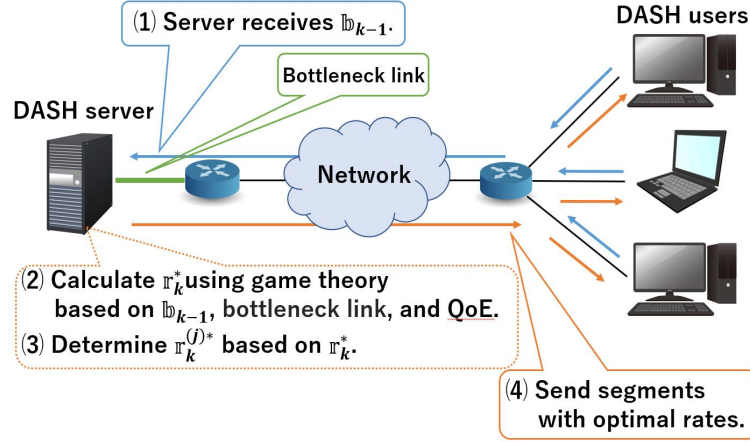 (1) Server receives 𝕓ₖ₋₁.
DASH users
Bottleneck link
DASH server
Network
(2) Calculate 𝕣ₖ* using game theory
based on 𝕓ₖ₋₁, bottleneck link, and QoE.
(3) Determine 𝕣ₖ⁽ʲ⁾* based on 𝕣ₖ*.
(4) Send segments
with optimal rates.